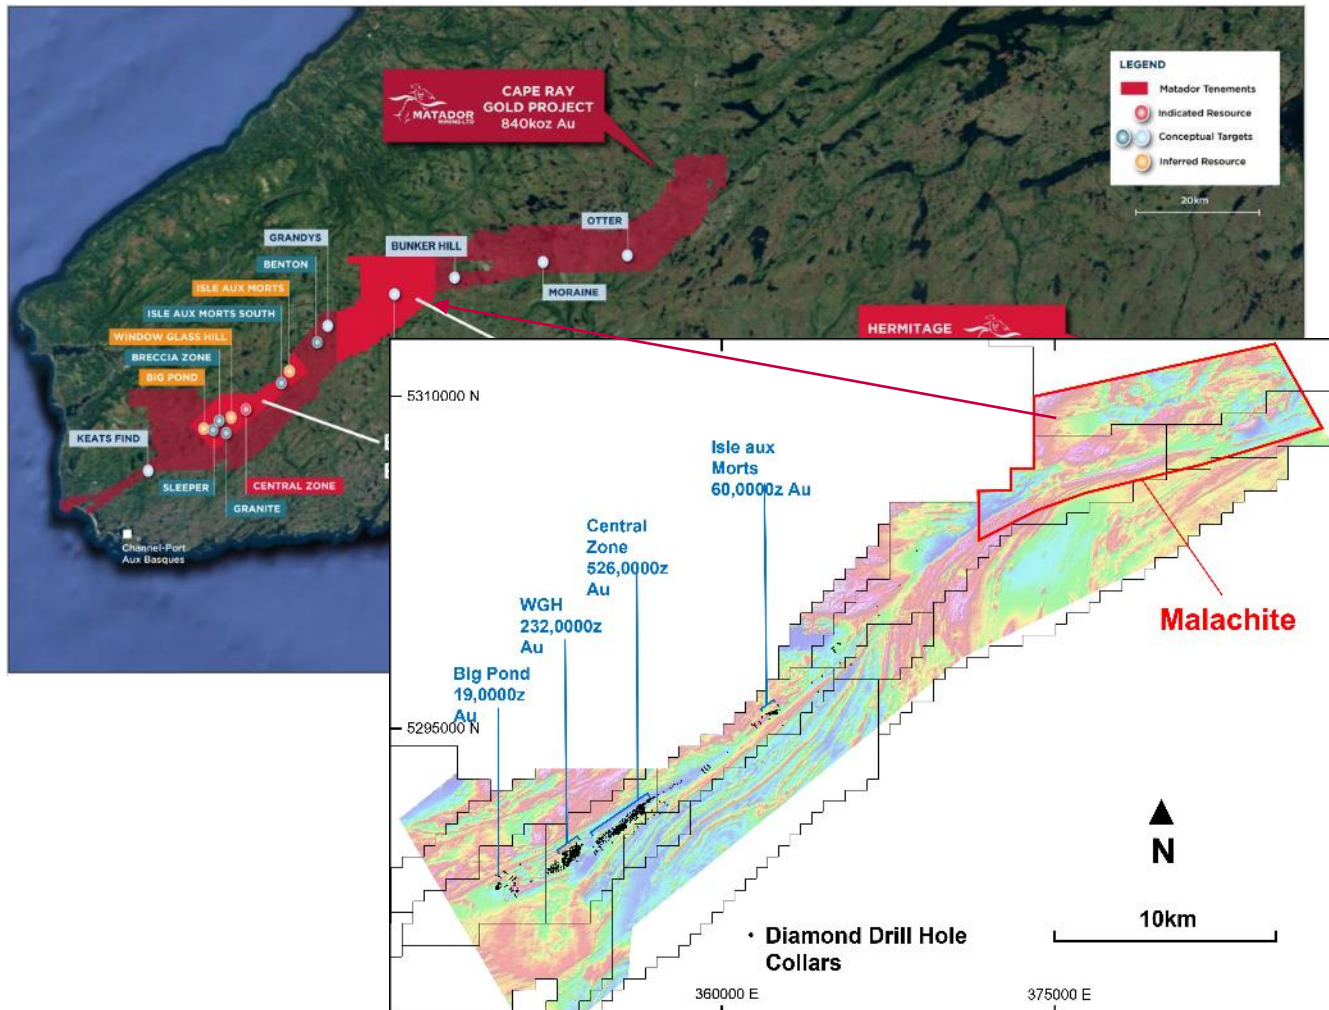 CAPE RAY
GOLD PROJECT
840koz Au
MATADOR
MINING LTD
LEGEND
Matador Tenements
Indicated Resource
Conceptual Targets
Inferred Resource
20km
OTTER
GRANDYS
BUNKER HILL
BENTON
ISLE AUX MORTS
MORAINE
ISLE AUX MORTS SOUTH
HERMITAGE
WINDOW GLASS HILL
BRECCIA ZONE
BIG POND
KEATS FIND
SLEEPER
CENTRAL ZONE
GRANITE
Channel-Port
Aux Basques
5310000 N
Isle aux
Morts
60,0000z Au
Central
Zone
526,0000z
Au
WGH
232,0000z
Au
Malachite
Big Pond
19,0000z
Au
5295000 N
N
10km
Diamond Drill Hole
Collars
360000 E
375000 E